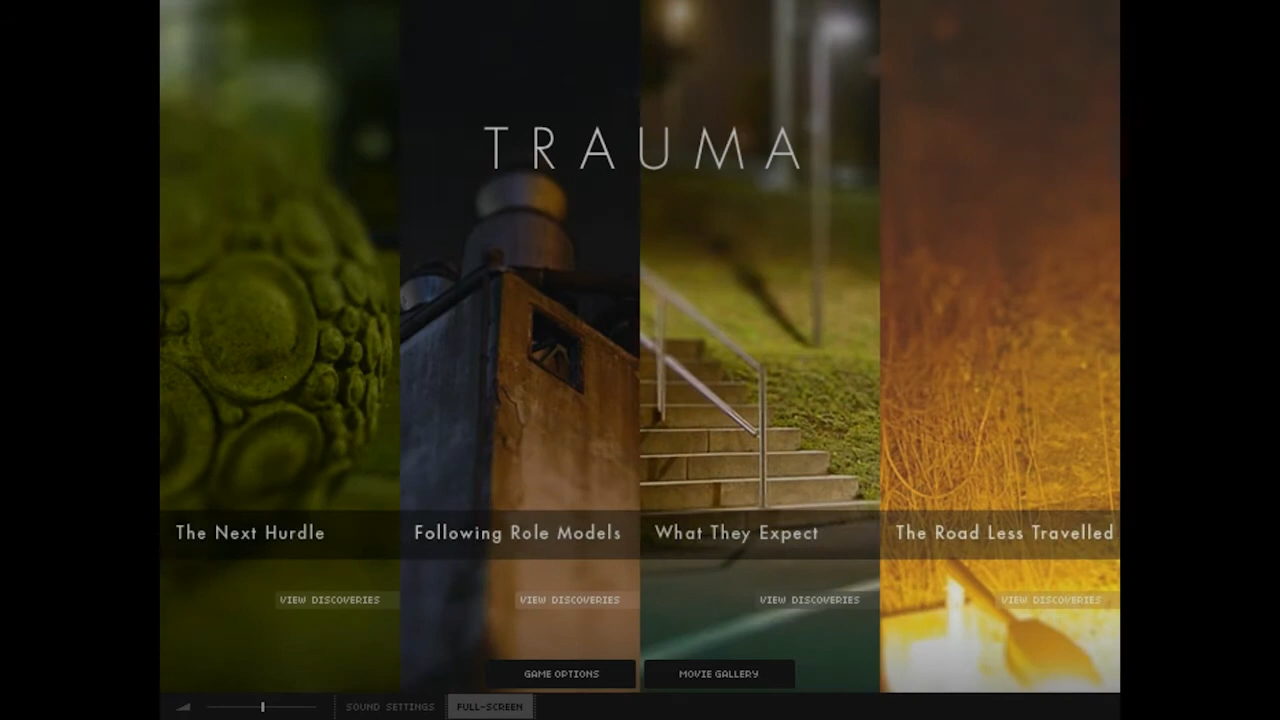 TRAUMA
The Next Hurdle
Following Role Models
What They Expect
The Road Less Travelled
VIEW DISCOVERIES
VIEW DISCOVERIES
VIEW DISCOVERIES
VIEW DISCOVERIES
GAME OPTIONS
MOVIE GALLERY
SOUND SETTINGS
FULL-SCREEN